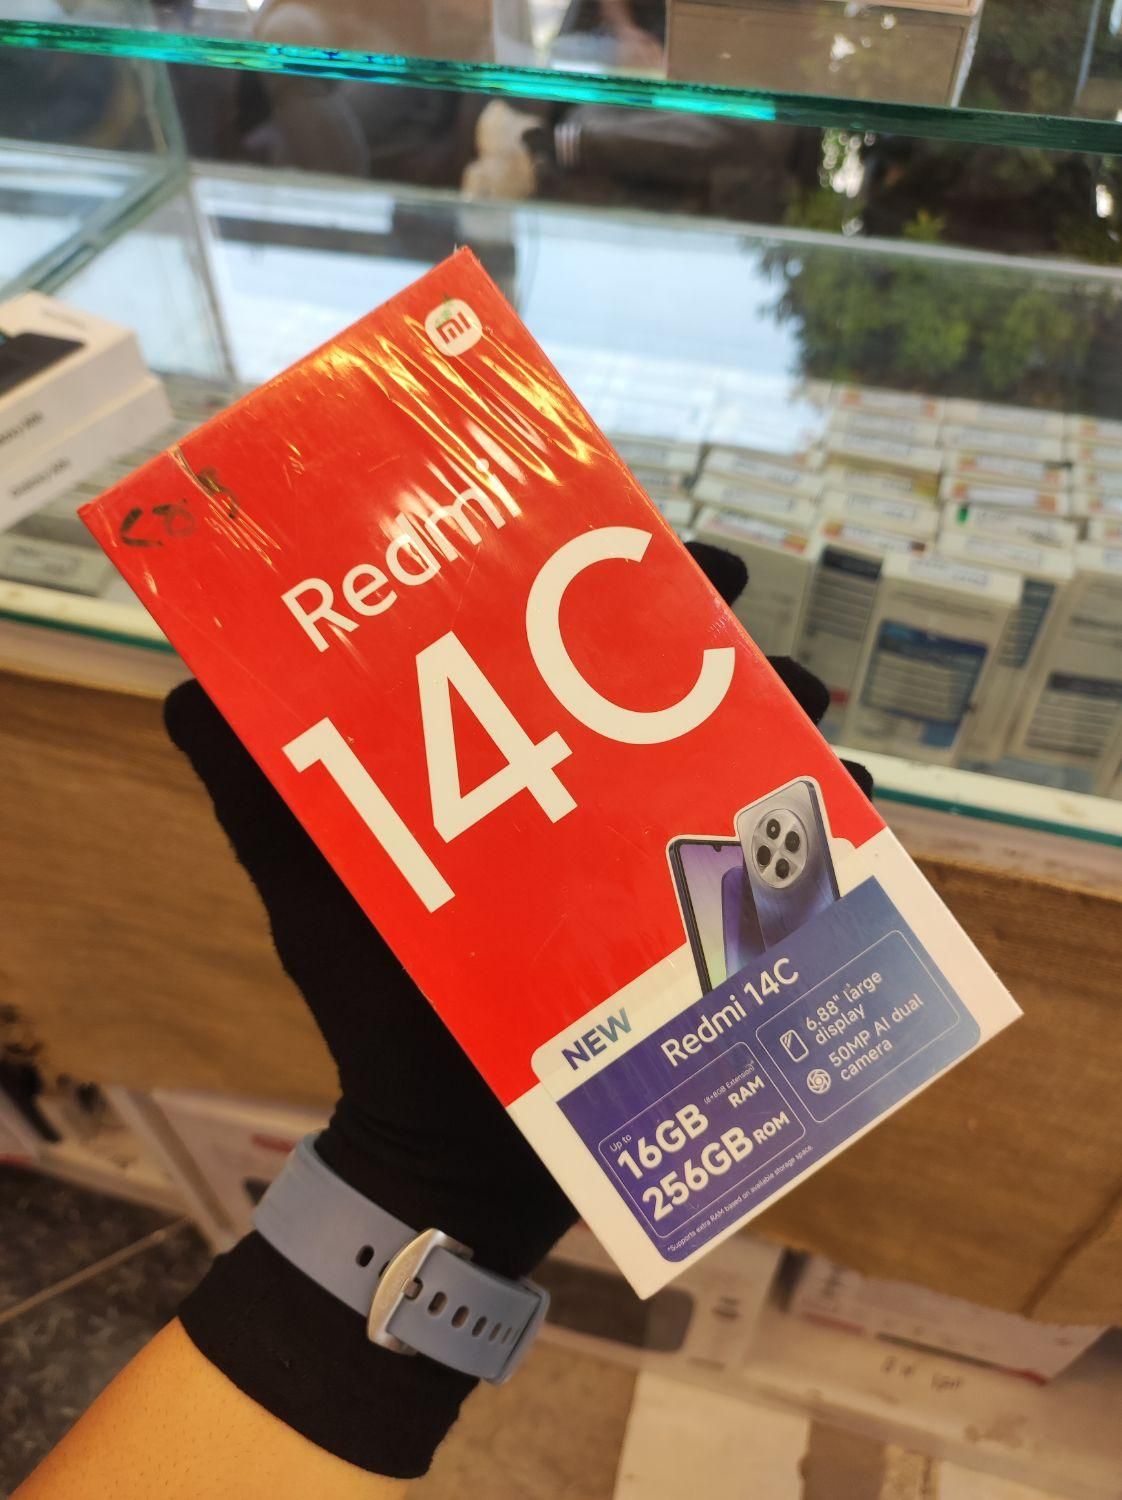 mi
Redmi
14C
NEW
Redmi 14C
Up to
16GB
(8+8GB Extension)*
RAM
256GB ROM
6.88" large
display
50MP AI dual
camera
*Supports extra RAM based on available storage space.